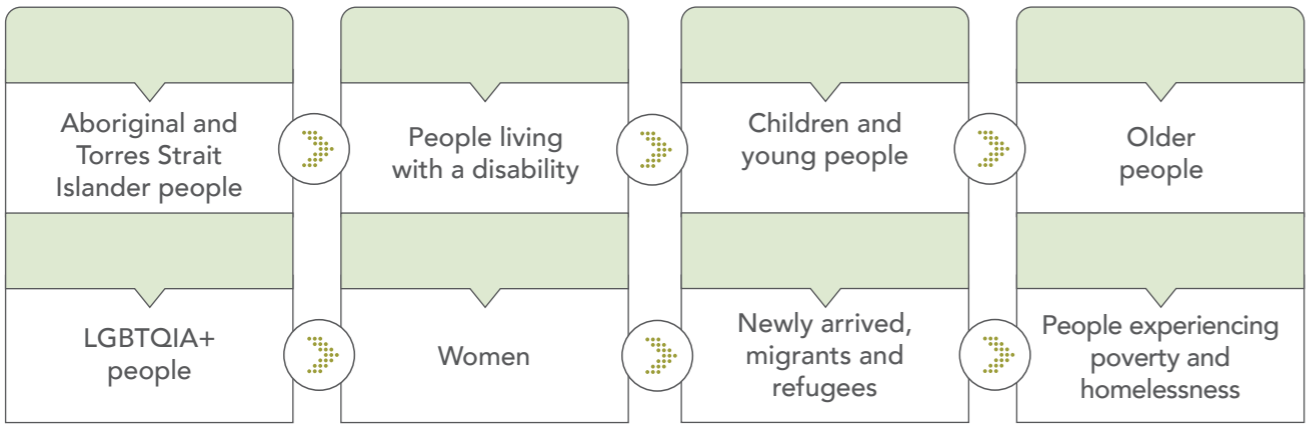 Aboriginal and
Torres Strait
Islander people
People living
with a disability
Children and
young people
Older
people
LGBTQIA+
people
Women
Newly arrived,
migrants and
refugees
People experiencing
poverty and
homelessness